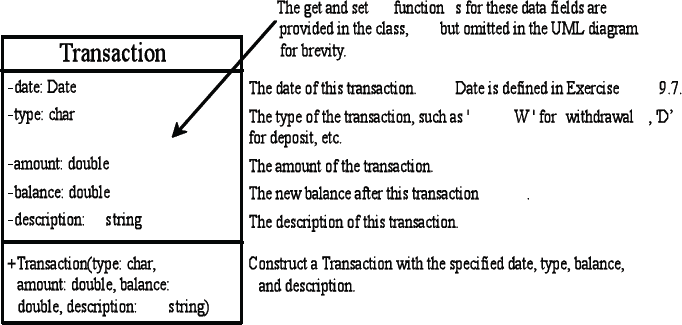 The get and set function s for these data fields are
provided in the class, but omitted in the UML diagram
for brevity.
Transaction
-date: Date
The date of this transaction. Date is defined in Exercise 9.7.
-type: char
The type of the transaction, such as ' W ' for withdrawal , 'D'
for deposit, etc.
-amount: double
The amount of the transaction.
-balance: double
The new balance after this transaction .
-description: string
The description of this transaction.
+Transaction(type: char,
amount: double, balance:
double, description: string)
Construct a Transaction with the specified date, type, balance,
and description.